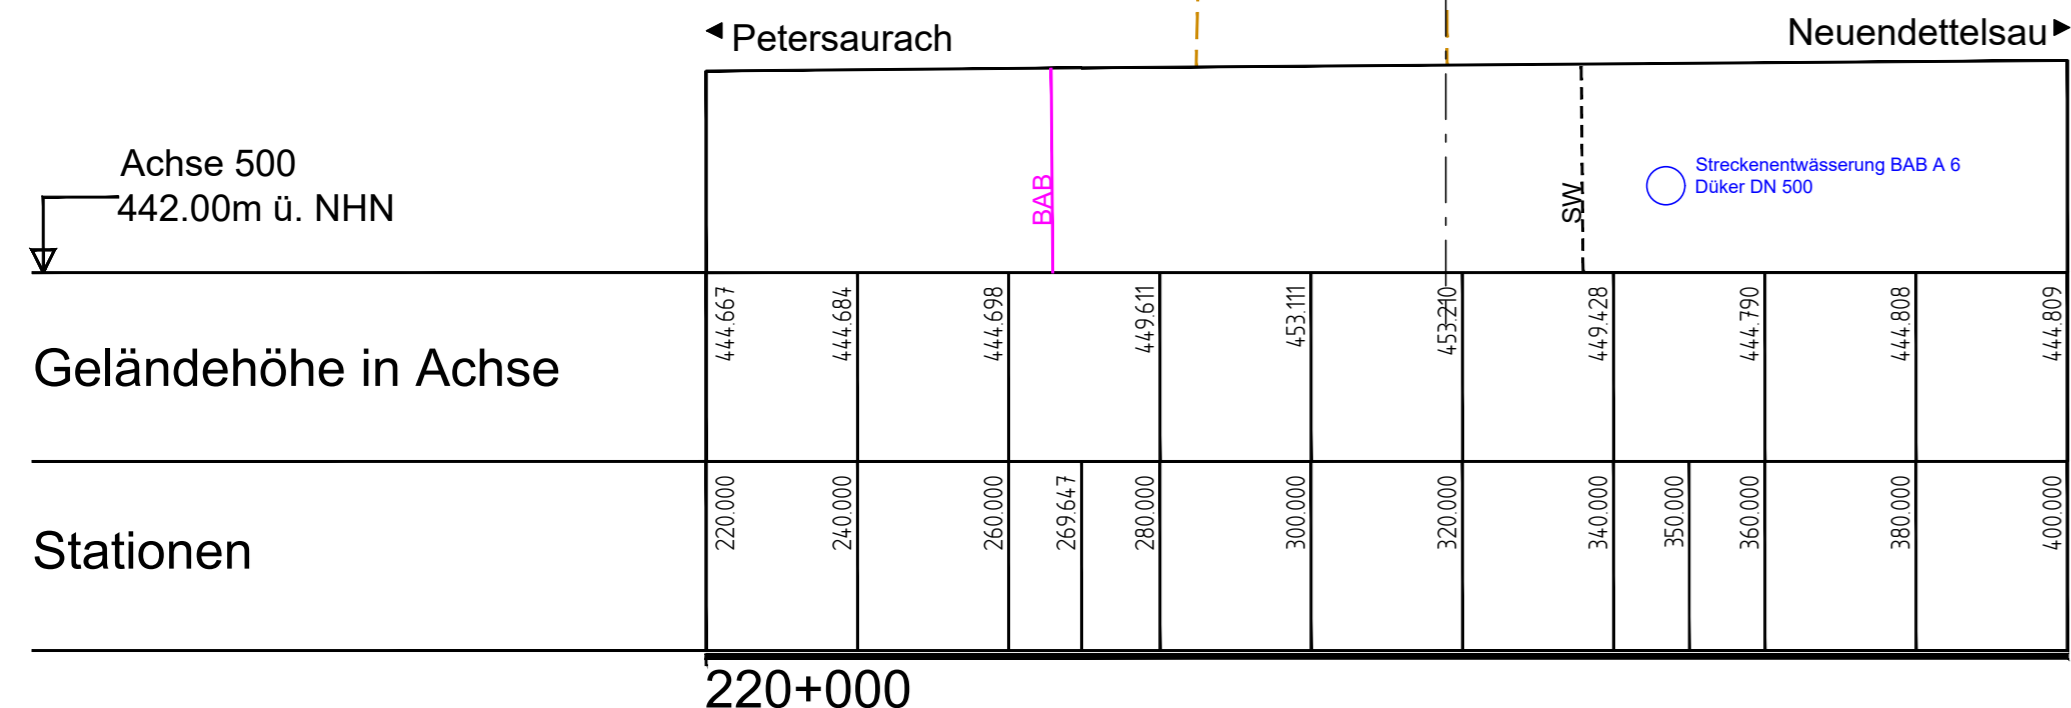 Petersaurach
Neuendettelsau
Achse 500
442.00m ü. NHN
BAB
SW
Streckenentwässerung BAB A 6
Düker DN 500
Geländehöhe in Achse
444.667
444.684
444.698
449.611
453.111
453.210
449.428
444.790
444.808
444.809
Stationen
220.000
240.000
260.000
269.647
280.000
300.000
320.000
340.000
350.000
360.000
380.000
400.000
220+000